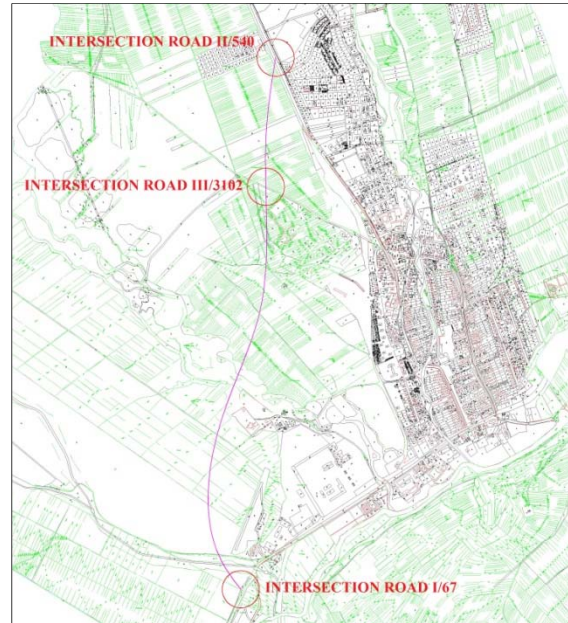 INTERSECTION ROAD II/540
INTERSECTION ROAD III/3102
INTERSECTION ROAD I/67